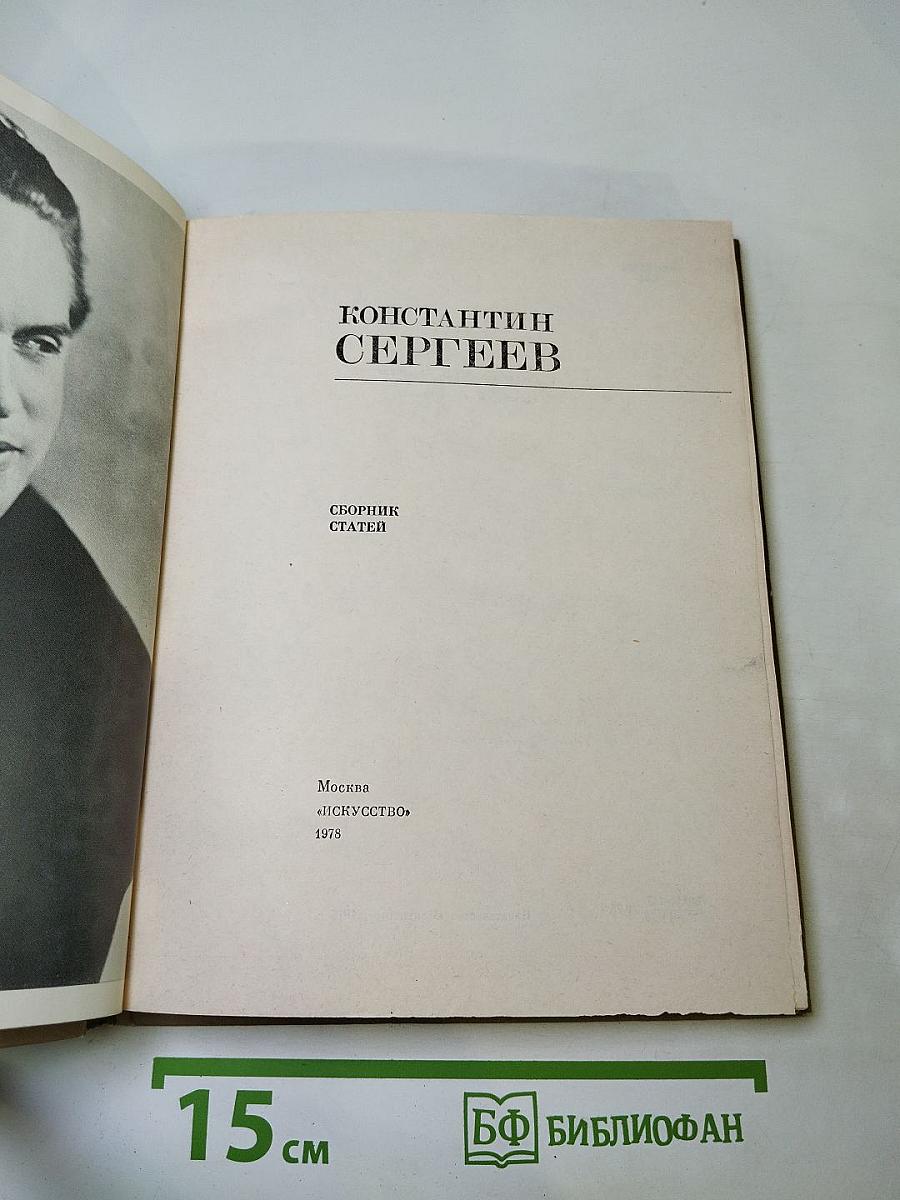 КОНСТАНТИН
СЕРГЕЕВ
СБОРНИК
СТАТЕЙ
Москва
«ИСКУССТВО»
1978
15 см
БФ БИБЛИОФАН